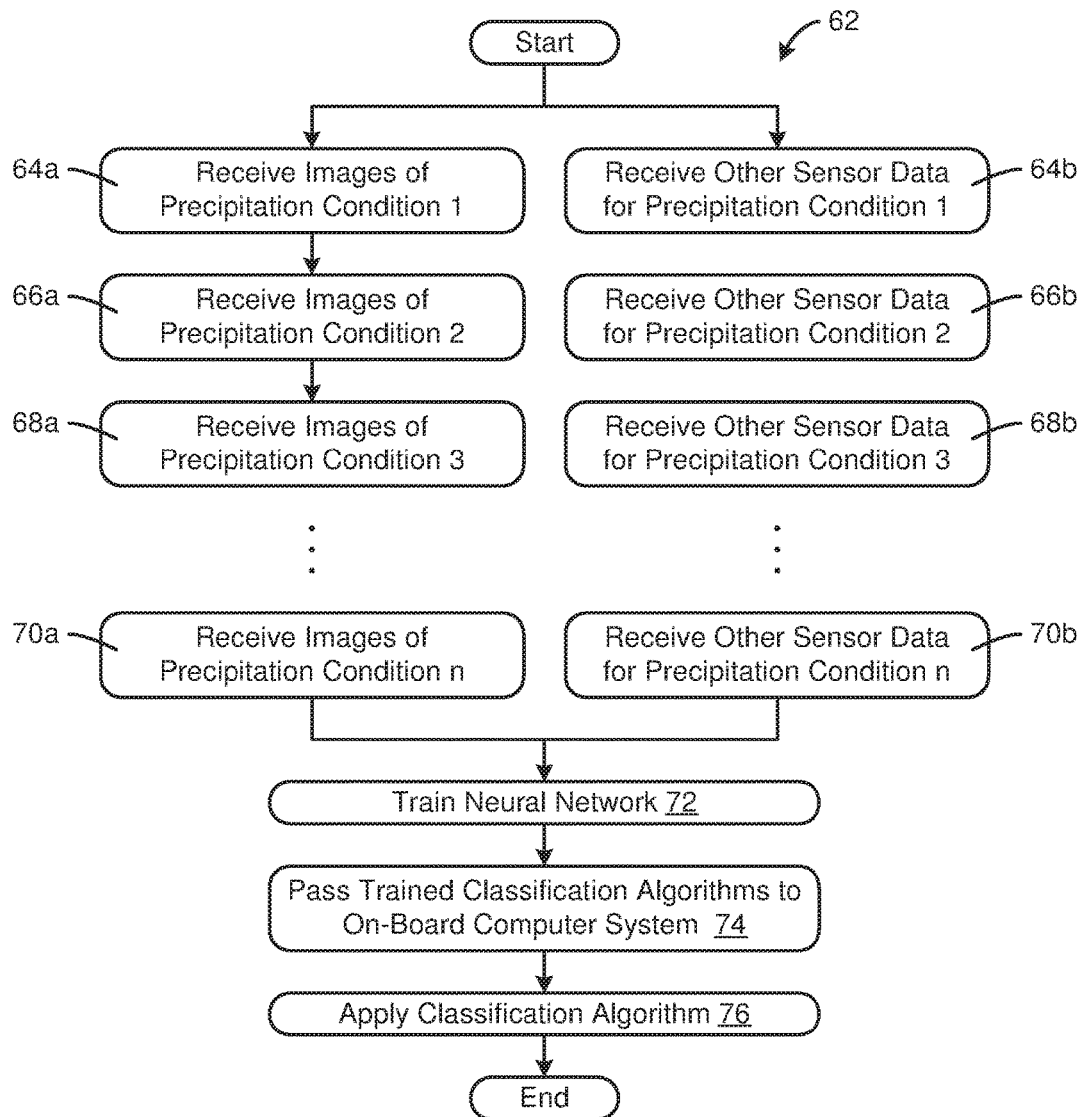 62
Start
64a
Receive Images of
Precipitation Condition 1
Receive Other Sensor Data
for Precipitation Condition 1
64b
66a
Receive Images of
Precipitation Condition 2
Receive Other Sensor Data
for Precipitation Condition 2
66b
68a
Receive Images of
Precipitation Condition 3
Receive Other Sensor Data
for Precipitation Condition 3
68b
70a
Receive Images of
Precipitation Condition n
Receive Other Sensor Data
for Precipitation Condition n
70b
Train Neural Network 72
Pass Trained Classification Algorithms to
On-Board Computer System 74
Apply Classification Algorithm 76
End